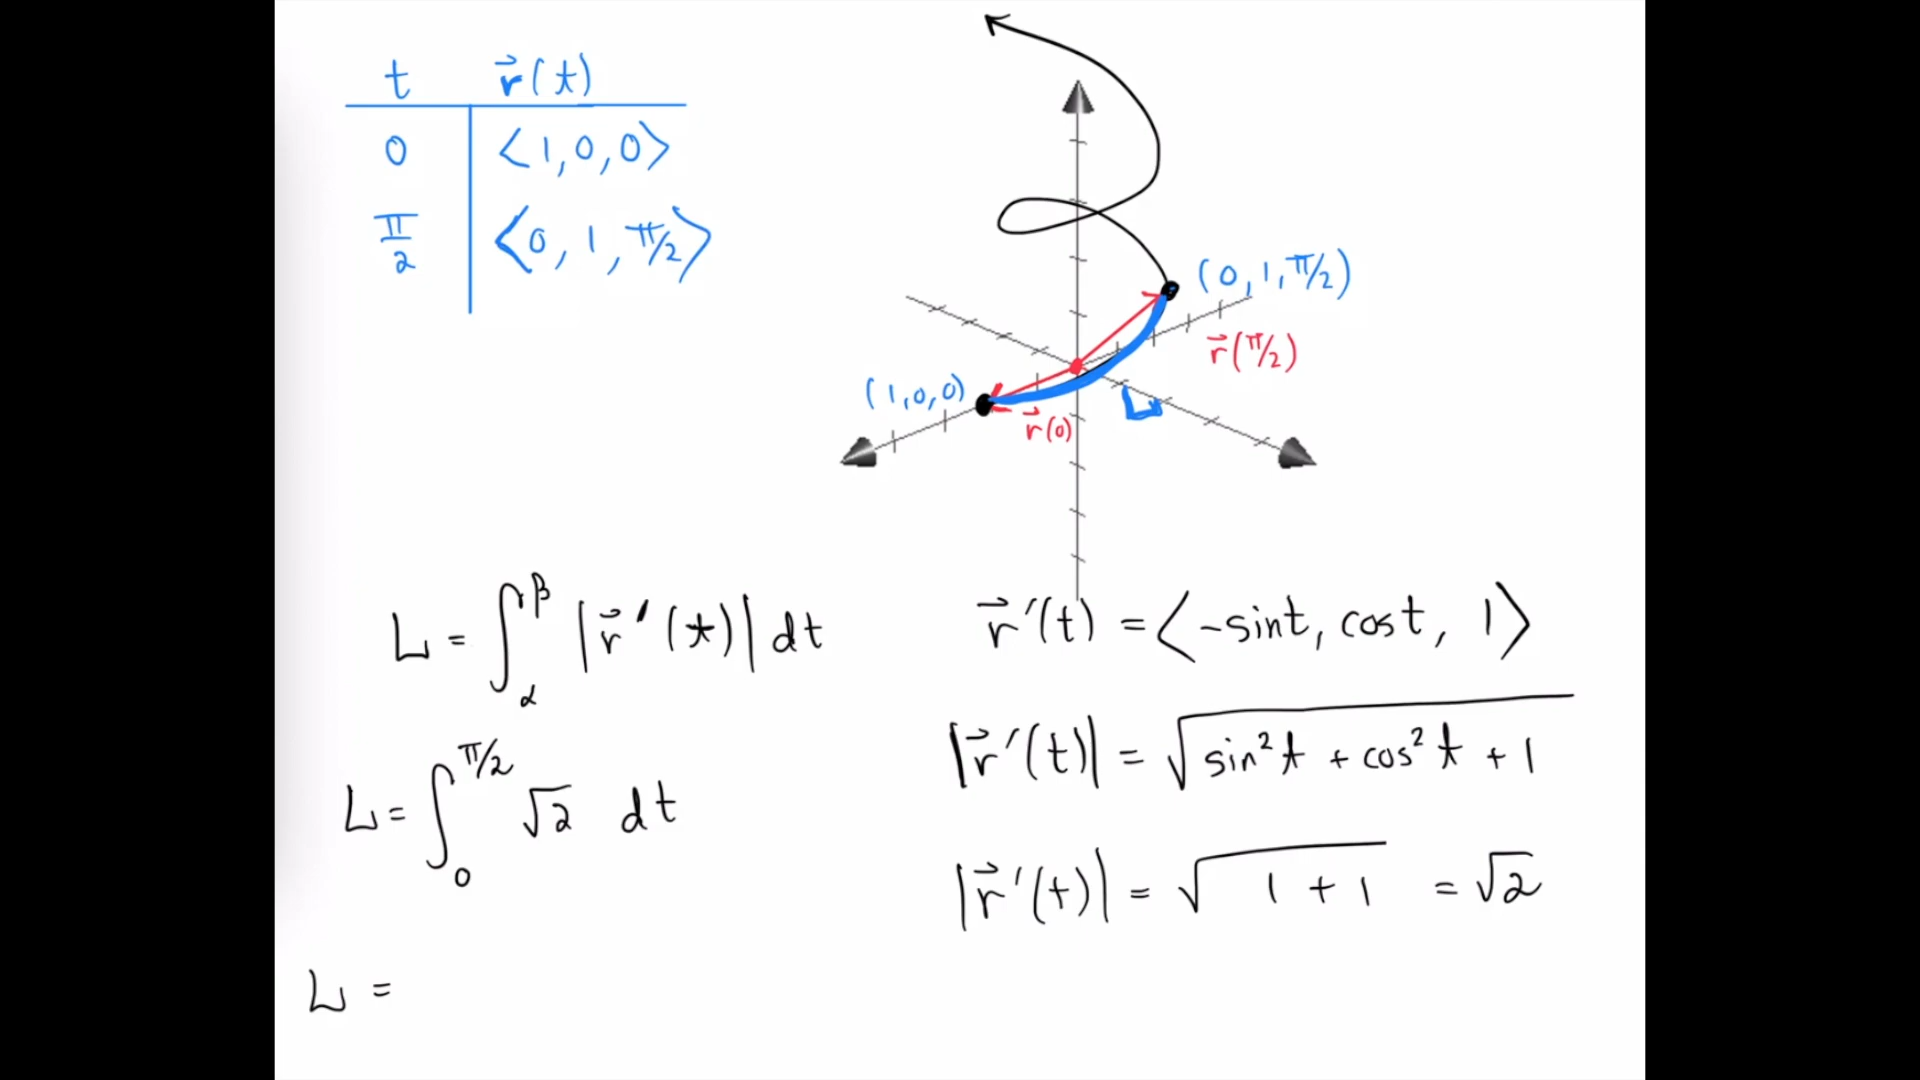 t r⃗(t)
0 ⟨1,0,0⟩
π/2 ⟨0, 1, π/2⟩
(0,1,π/2)
r⃗(π/2)
(1,0,0)
r⃗(0)
L
L = ∫_α^β |r⃗′(t)| dt
r⃗′(t) = ⟨-sint, cost, 1⟩
|r⃗′(t)| = √(sin²t + cos²t + 1)
L = ∫_0^{π/2} √2 dt
|r⃗′(t)| = √(1 + 1) = √2
L =